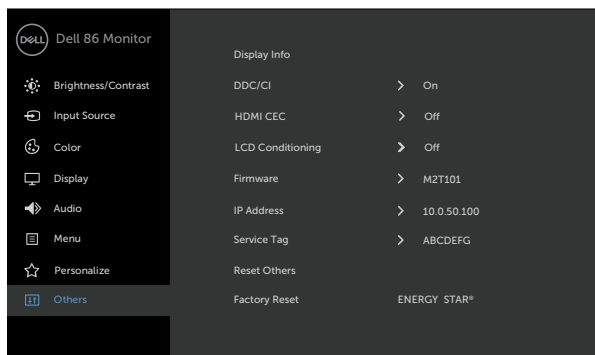 DELL Dell 86 Monitor
Display Info
Brightness/Contrast DDC/CI > On
Input Source HDMI CEC > Off
Color LCD Conditioning > Off
Display Firmware > M2T101
Audio IP Address > 10.0.50.100
Menu Service Tag > ABCDEFG
Personalize Reset Others
Others Factory Reset ENERGY STAR®